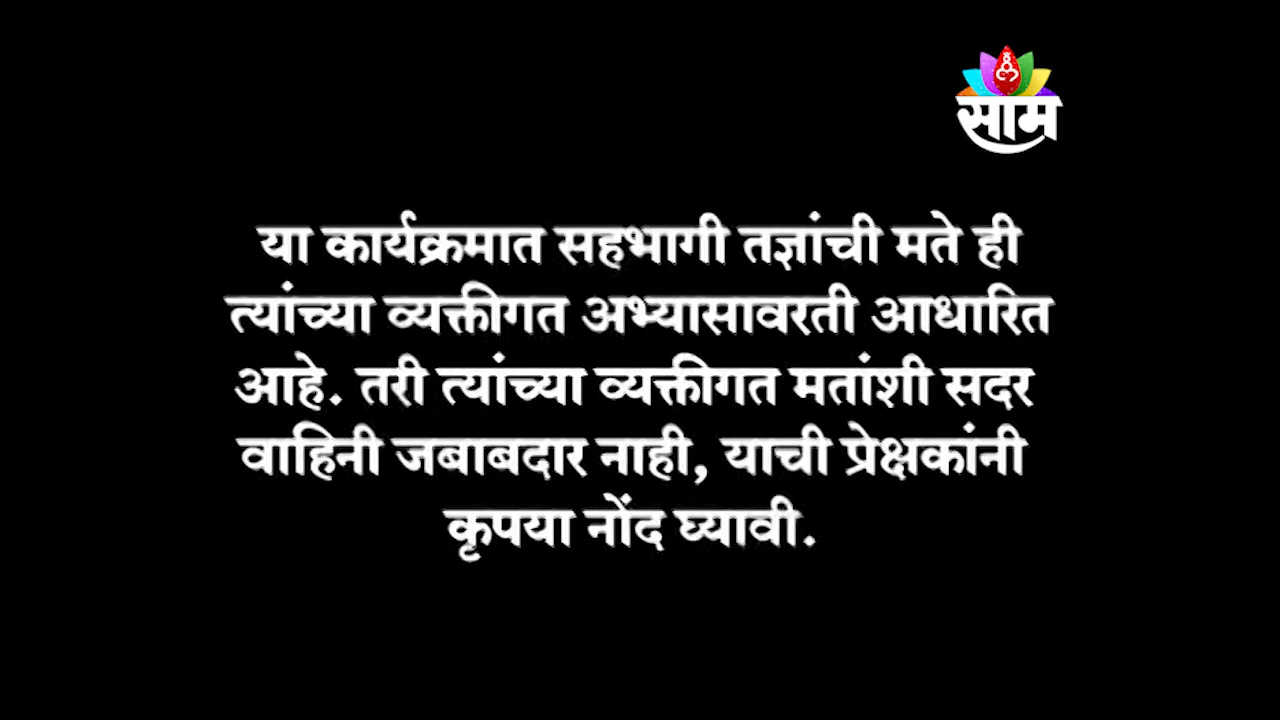 साम
या कार्यक्रमात सहभागी तज्ञांची मते ही
त्यांच्या व्यक्तीगत अभ्यासावरती आधारित
आहे. तरी त्यांच्या व्यक्तीगत मतांशी सदर
वाहिनी जबाबदार नाही, याची प्रेक्षकांनी
कृपया नोंद घ्यावी.